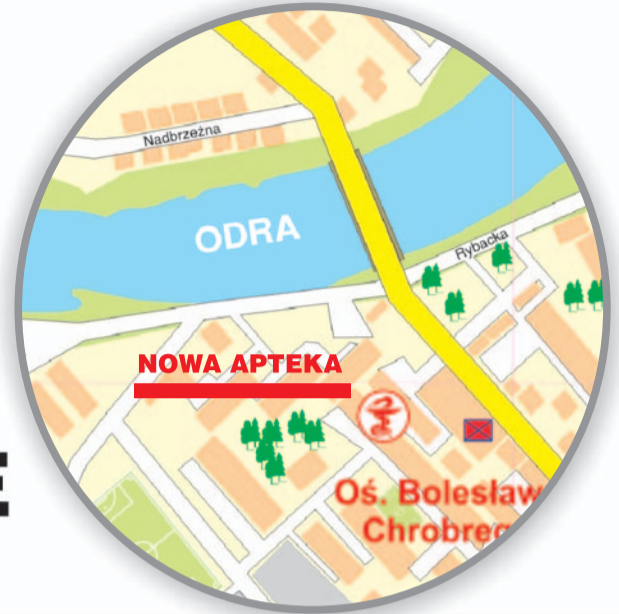 Nadbrzeżna
ODRA
Rybacka
NOWA APTEKA
E
Oś. Bolesław
Chrobreg